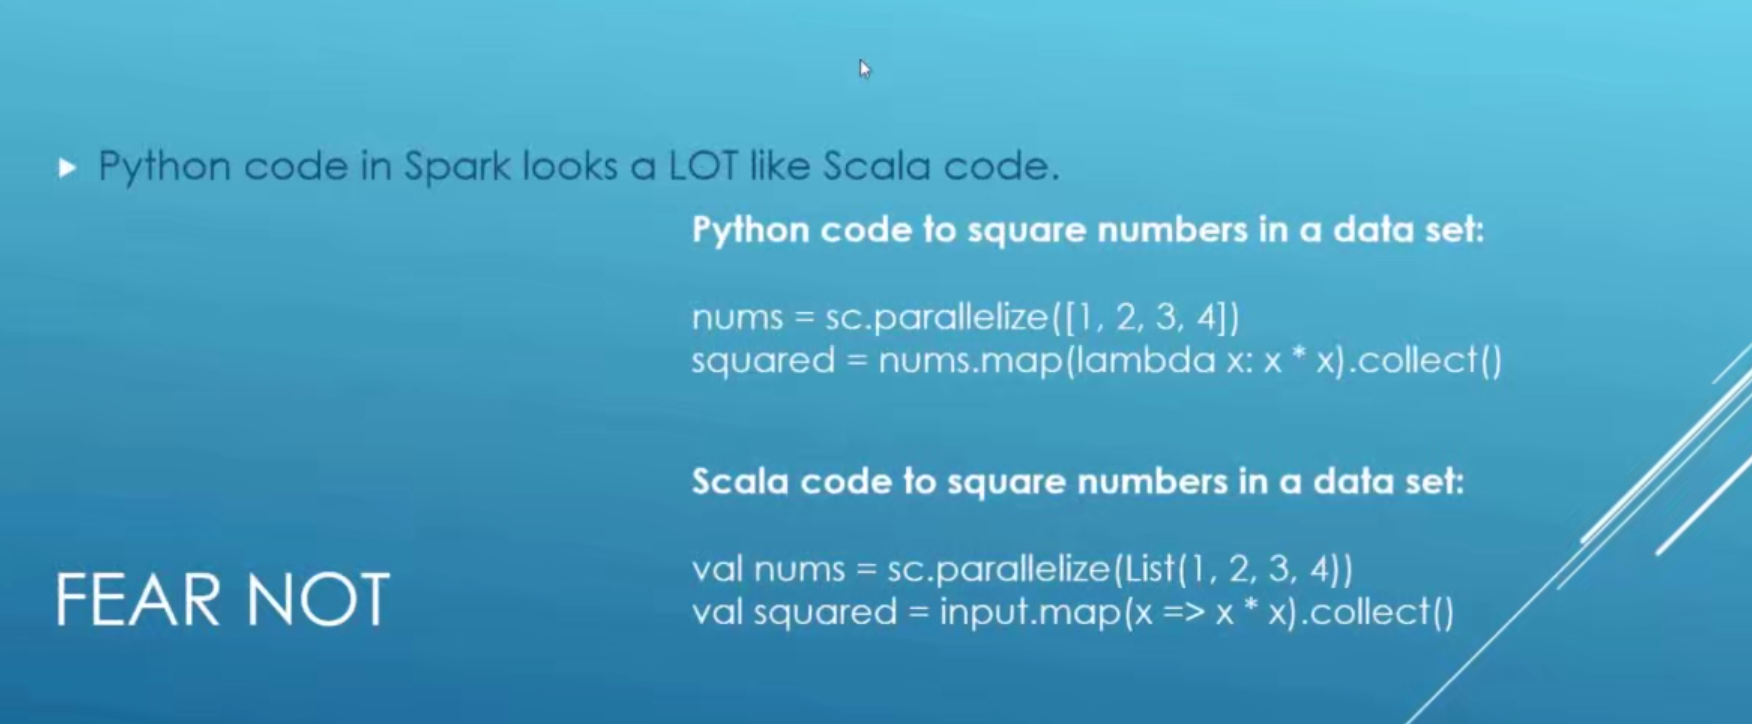 Python code in Spark looks a LOT like Scala code.
Python code to square numbers in a data set:
nums = sc.parallelize([1, 2, 3, 4])
squared = nums.map(lambda x: x * x).collect()
Scala code to square numbers in a data set:
val nums = sc.parallelize(List(1, 2, 3, 4))
val squared = input.map(x => x * x).collect()
FEAR NOT